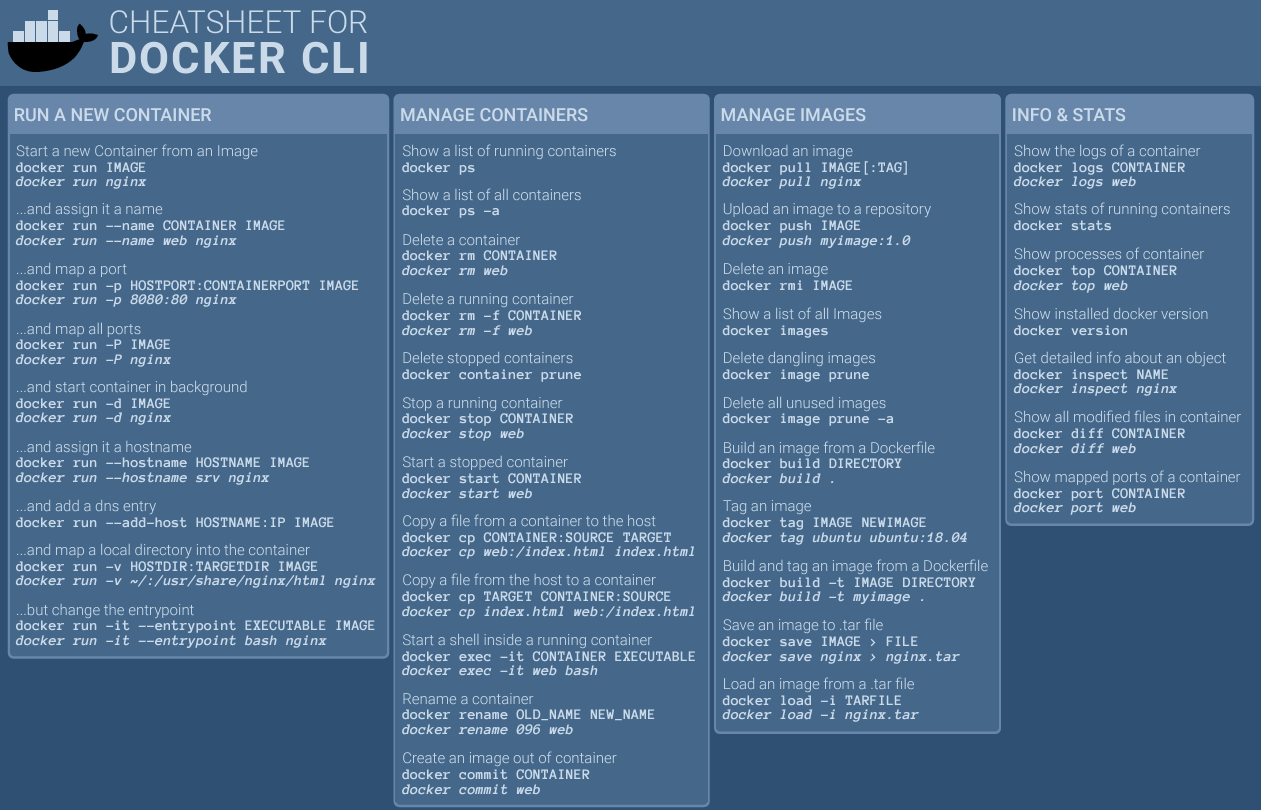 CHEATSHEET FOR
DOCKER CLI
RUN A NEW CONTAINER
Start a new Container from an Image
docker run IMAGE
docker run nginx
...and assign it a name
docker run --name CONTAINER IMAGE
docker run --name web nginx
...and map a port
docker run -p HOSTPORT:CONTAINERPORT IMAGE
docker run -p 8080:80 nginx
...and map all ports
docker run -P IMAGE
docker run -P nginx
...and start container in background
docker run -d IMAGE
docker run -d nginx
...and assign it a hostname
docker run --hostname HOSTNAME IMAGE
docker run --hostname srv nginx
...and add a dns entry
docker run --add-host HOSTNAME:IP IMAGE
...and map a local directory into the container
docker run -v HOSTDIR:TARGETDIR IMAGE
docker run -v ~/:/usr/share/nginx/html nginx
...but change the entrypoint
docker run -it --entrypoint EXECUTABLE IMAGE
docker run -it --entrypoint bash nginx
MANAGE CONTAINERS
Show a list of running containers
docker ps
Show a list of all containers
docker ps -a
Delete a container
docker rm CONTAINER
docker rm web
Delete a running container
docker rm -f CONTAINER
docker rm -f web
Delete stopped containers
docker container prune
Stop a running container
docker stop CONTAINER
docker stop web
Start a stopped container
docker start CONTAINER
docker start web
Copy a file from a container to the host
docker cp CONTAINER:SOURCE TARGET
docker cp web:/index.html index.html
Copy a file from the host to a container
docker cp TARGET CONTAINER:SOURCE
docker cp index.html web:/index.html
Start a shell inside a running container
docker exec -it CONTAINER EXECUTABLE
docker exec -it web bash
Rename a container
docker rename OLD_NAME NEW_NAME
docker rename 096 web
Create an image out of container
docker commit CONTAINER
docker commit web
MANAGE IMAGES
Download an image
docker pull IMAGE[:TAG]
docker pull nginx
Upload an image to a repository
docker push IMAGE
docker push myimage:1.0
Delete an image
docker rmi IMAGE
Show a list of all Images
docker images
Delete dangling images
docker image prune
Delete all unused images
docker image prune -a
Build an image from a Dockerfile
docker build DIRECTORY
docker build .
Tag an image
docker tag IMAGE NEWIMAGE
docker tag ubuntu ubuntu:18.04
Build and tag an image from a Dockerfile
docker build -t IMAGE DIRECTORY
docker build -t myimage .
Save an image to .tar file
docker save IMAGE > FILE
docker save nginx > nginx.tar
Load an image from a .tar file
docker load -i TARFILE
docker load -i nginx.tar
INFO & STATS
Show the logs of a container
docker logs CONTAINER
docker logs web
Show stats of running containers
docker stats
Show processes of container
docker top CONTAINER
docker top web
Show installed docker version
docker version
Get detailed info about an object
docker inspect NAME
docker inspect nginx
Show all modified files in container
docker diff CONTAINER
docker diff web
Show mapped ports of a container
docker port CONTAINER
docker port web